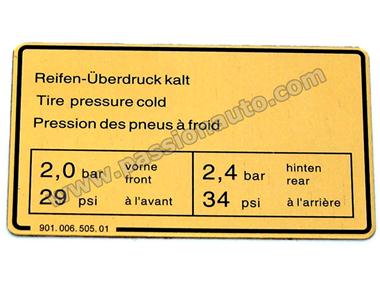 Reifen-Überdruck kalt
Tire pressure cold
Pression des pneus à froid
2,0 bar vorne front
29 psi à l'avant
2,4 bar hinten rear
34 psi à l'arrière
901.006.505.01
www.passionauto.com